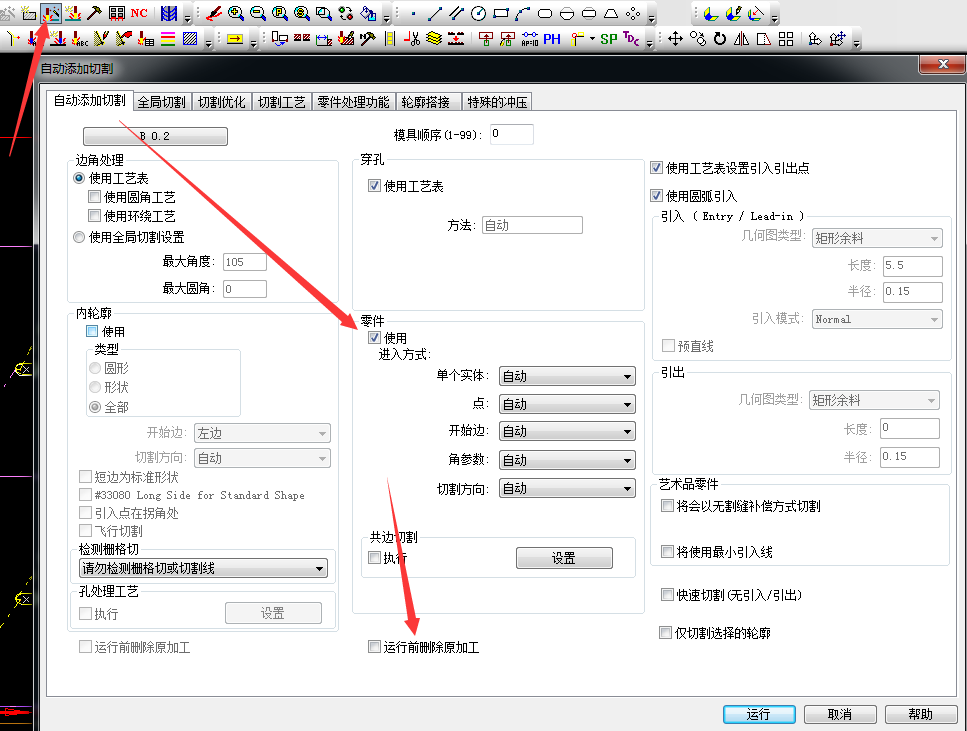 NC
ABC
AP:10 PH
SP
自动添加切割
自动添加切割 全局切割 切割优化 切割工艺 零件处理功能 轮廓搭接 特殊的冲压
B 0.2
模具顺序(1-99): 0
边角处理
使用工艺表
使用圆角工艺
使用环绕工艺
使用全局切割设置
最大角度: 105
最大圆角: 0
内轮廓
使用
类型
圆形
形状
全部
开始边: 左边
切割方向: 自动
短边为标准形状
#33080 Long Side for Standard Shape
引入点在拐角处
飞行切割
检测栅格切
请勿检测栅格切或切割线
孔处理工艺
执行 设置
运行前删除原加工
穿孔
使用工艺表
方法: 自动
零件
使用
进入方式:
单个实体: 自动
点: 自动
开始边: 自动
角参数: 自动
切割方向: 自动
共边切割
执行 设置
运行前删除原加工
使用工艺表设置引入引出点
使用圆弧引入
引入 ( Entry / Lead-in )
几何图类型: 矩形余料
长度: 5.5
半径: 0.15
引入模式: Normal
预直线
引出
几何图类型: 矩形余料
长度: 0
半径: 0.15
艺术品零件
将会以无割缝补偿方式切割
将使用最小引入线
快速切割(无引入/引出)
仅切割选择的轮廓
运行 取消 帮助